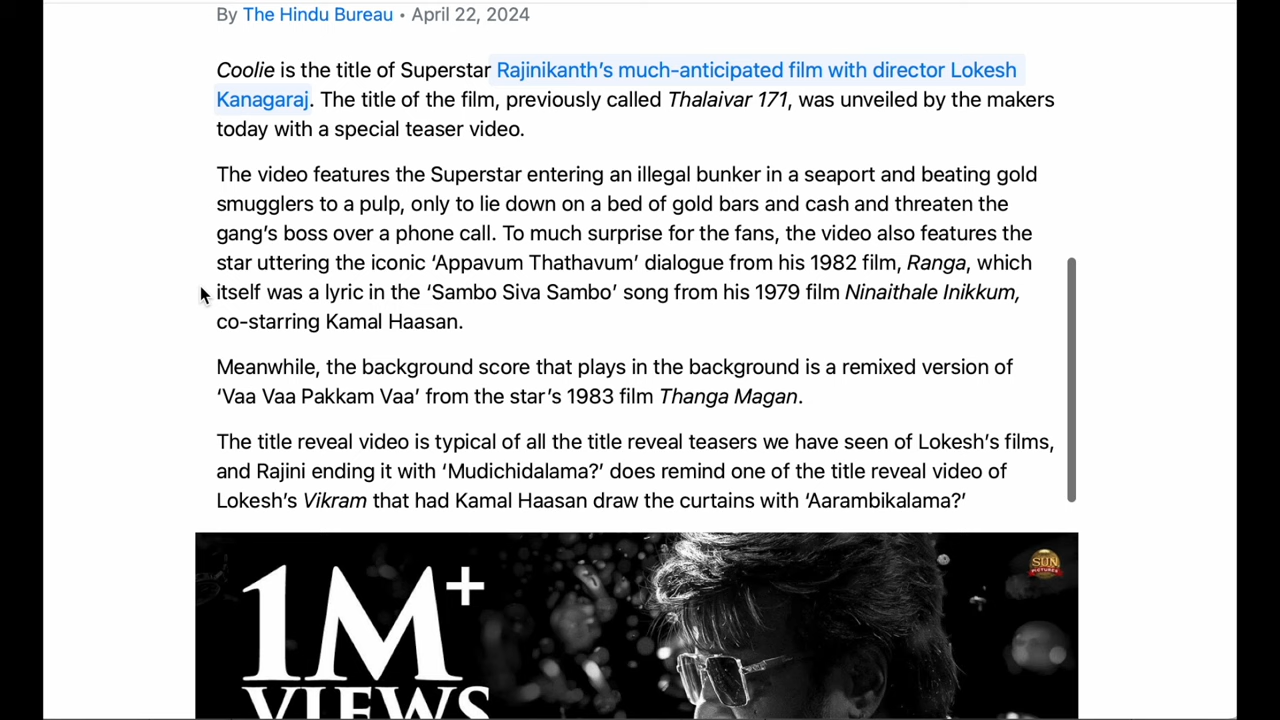 By The Hindu Bureau • April 22, 2024
Coolie is the title of Superstar Rajinikanth’s much-anticipated film with director Lokesh
Kanagaraj. The title of the film, previously called Thalaivar 171, was unveiled by the makers
today with a special teaser video.
The video features the Superstar entering an illegal bunker in a seaport and beating gold
smugglers to a pulp, only to lie down on a bed of gold bars and cash and threaten the
gang’s boss over a phone call. To much surprise for the fans, the video also features the
star uttering the iconic ‘Appavum Thathavum’ dialogue from his 1982 film, Ranga, which
itself was a lyric in the ‘Sambo Siva Sambo’ song from his 1979 film Ninaithale Inikkum,
co-starring Kamal Haasan.
Meanwhile, the background score that plays in the background is a remixed version of
‘Vaa Vaa Pakkam Vaa’ from the star’s 1983 film Thanga Magan.
The title reveal video is typical of all the title reveal teasers we have seen of Lokesh’s films,
and Rajini ending it with ‘Mudichidalama?’ does remind one of the title reveal video of
Lokesh’s Vikram that had Kamal Haasan draw the curtains with ‘Aarambikalama?’
SUN
PICTURES
1M+
VIEWS